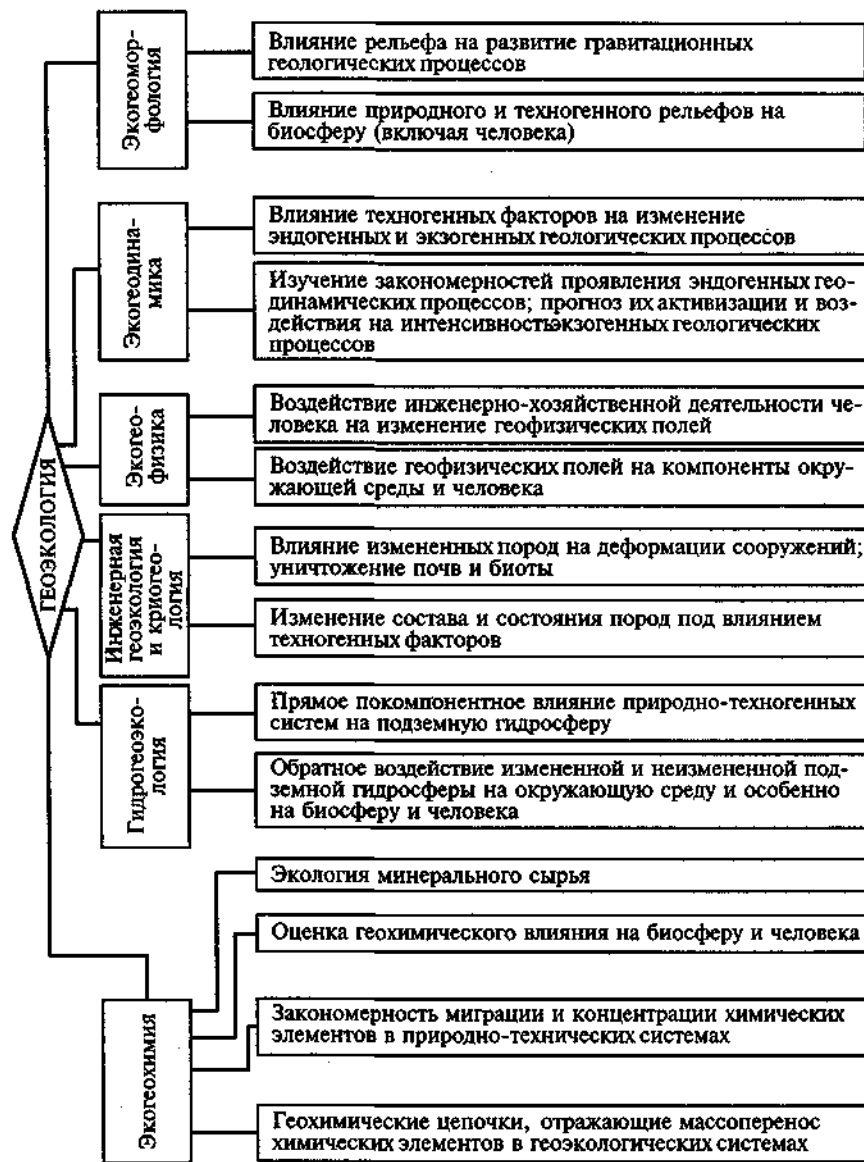 ГЕОЭКОЛОГИЯ
Экогеомор-
фология
Влияние рельефа на развитие гравитационных
геологических процессов
Влияние природного и техногенного рельефов на
биосферу (включая человека)
Экогеодина-
мика
Влияние техногенных факторов на изменение
эндогенных и экзогенных геологических процессов
Изучение закономерностей проявления эндогенных гео-
динамических процессов; прогноз их активизации и воз-
действия на интенсивностьэкзогенных геологических
процессов
Экогео-
физика
Воздействие инженерно-хозяйственной деятельности че-
ловека на изменение геофизических полей
Воздействие геофизических полей на компоненты окру-
жающей среды и человека
Инженерная
геоэкология
и криогео-
логия
Влияние измененных пород на деформации сооружений;
уничтожение почв и биоты
Изменение состава и состояния пород под влиянием
техногенных факторов
Гидрогеоэко-
логия
Прямое покомпонентное влияние природно-техногенных
систем на подземную гидросферу
Обратное воздействие измененной и неизмененной под-
земной гидросферы на окружающую среду и особенно
на биосферу и человека
Экогеохимия
Экология минерального сырья
Оценка геохимического влияния на биосферу и человека
Закономерность миграции и концентрации химических
элементов в природно-технических системах
Геохимические цепочки, отражающие массоперенос
химических элементов в геоэкологических системах